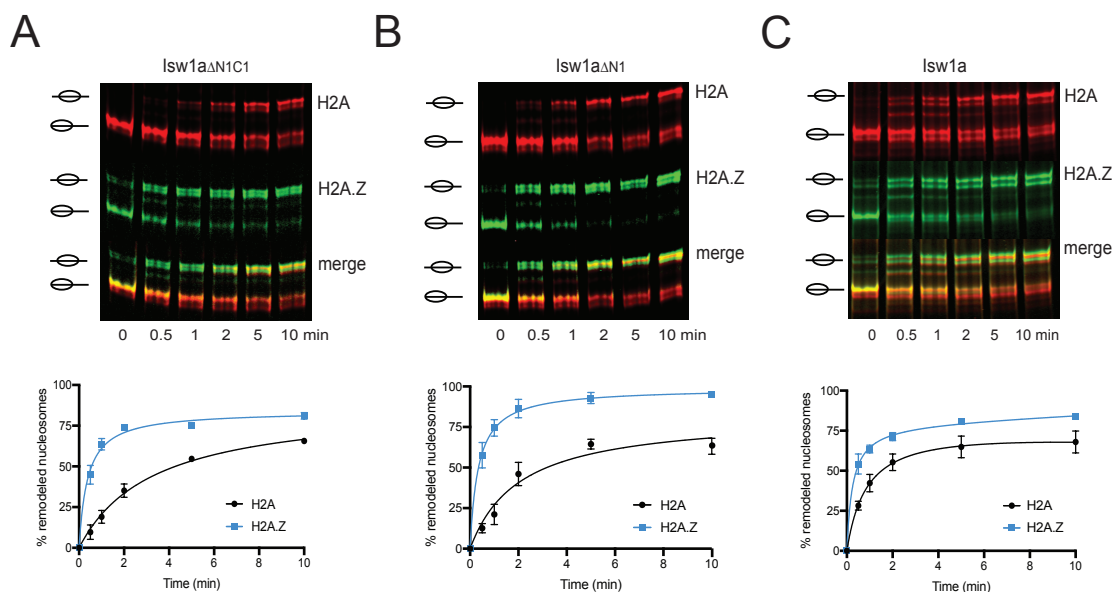 A
Isw1a∆N1C1
H2A
H2A.Z
merge
0 0.5 1 2 5 10 min
100
75
50
25
0
% remodeled nucleosomes
H2A
H2A.Z
0 2 4 6 8 10
Time (min)
B
Isw1a∆N1
H2A
H2A.Z
merge
0 0.5 1 2 5 10 min
100
75
50
25
0
% remodeled nucleosomes
H2A
H2A.Z
0 2 4 6 8 10
Time (min)
C
Isw1a
H2A
H2A.Z
merge
0 0.5 1 2 5 10 min
100
75
50
25
0
% remodeled nucleosomes
H2A
H2A.Z
0 2 4 6 8 10
Time (min)